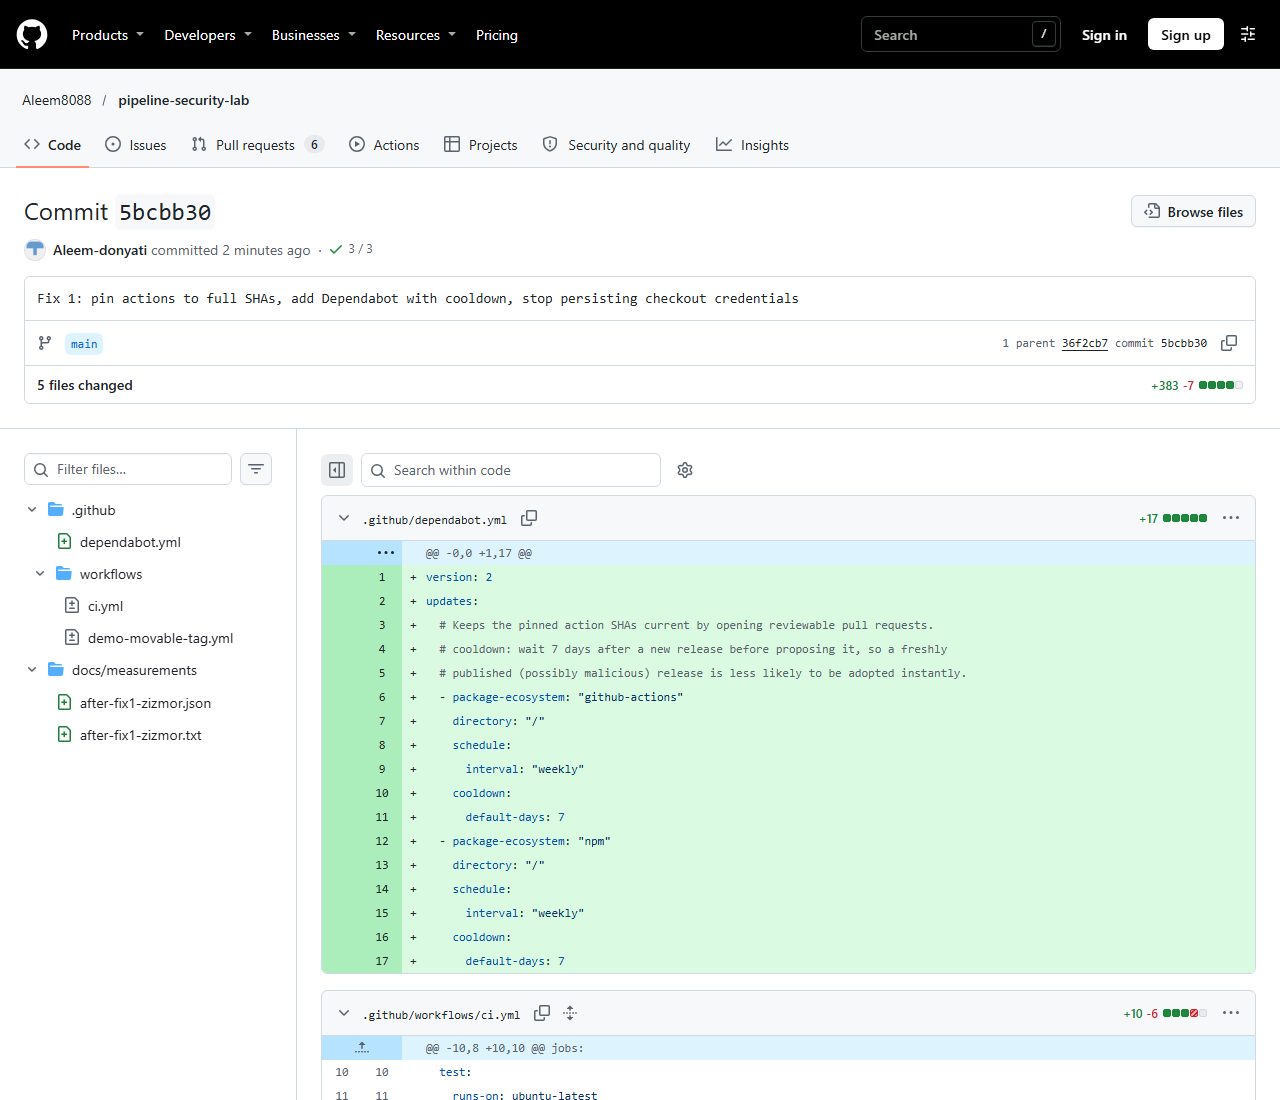 Products Developers Businesses Resources Pricing Search / Sign in Sign up
Aleem8088 / pipeline-security-lab
Code Issues Pull requests 6 Actions Projects Security and quality Insights
Commit 5bcbb30
Browse files
Aleem-donyati committed 2 minutes ago · 3 / 3
Fix 1: pin actions to full SHAs, add Dependabot with cooldown, stop persisting checkout credentials
main 1 parent 36f2cb7 commit 5bcbb30
5 files changed +383 -7
Filter files...
.github
dependabot.yml
workflows
ci.yml
demo-movable-tag.yml
docs/measurements
after-fix1-zizmor.json
after-fix1-zizmor.txt
Search within code
.github/dependabot.yml +17
@@ -0,0 +1,17 @@
1 + version: 2
2 + updates:
3 + # Keeps the pinned action SHAs current by opening reviewable pull requests.
4 + # cooldown: wait 7 days after a new release before proposing it, so a freshly
5 + # published (possibly malicious) release is less likely to be adopted instantly.
6 + - package-ecosystem: "github-actions"
7 + directory: "/"
8 + schedule:
9 + interval: "weekly"
10 + cooldown:
11 + default-days: 7
12 + - package-ecosystem: "npm"
13 + directory: "/"
14 + schedule:
15 + interval: "weekly"
16 + cooldown:
17 + default-days: 7
.github/workflows/ci.yml +10 -6
@@ -10,8 +10,10 @@ jobs:
10 10 test:
11 11 runs-on: ubuntu-latest